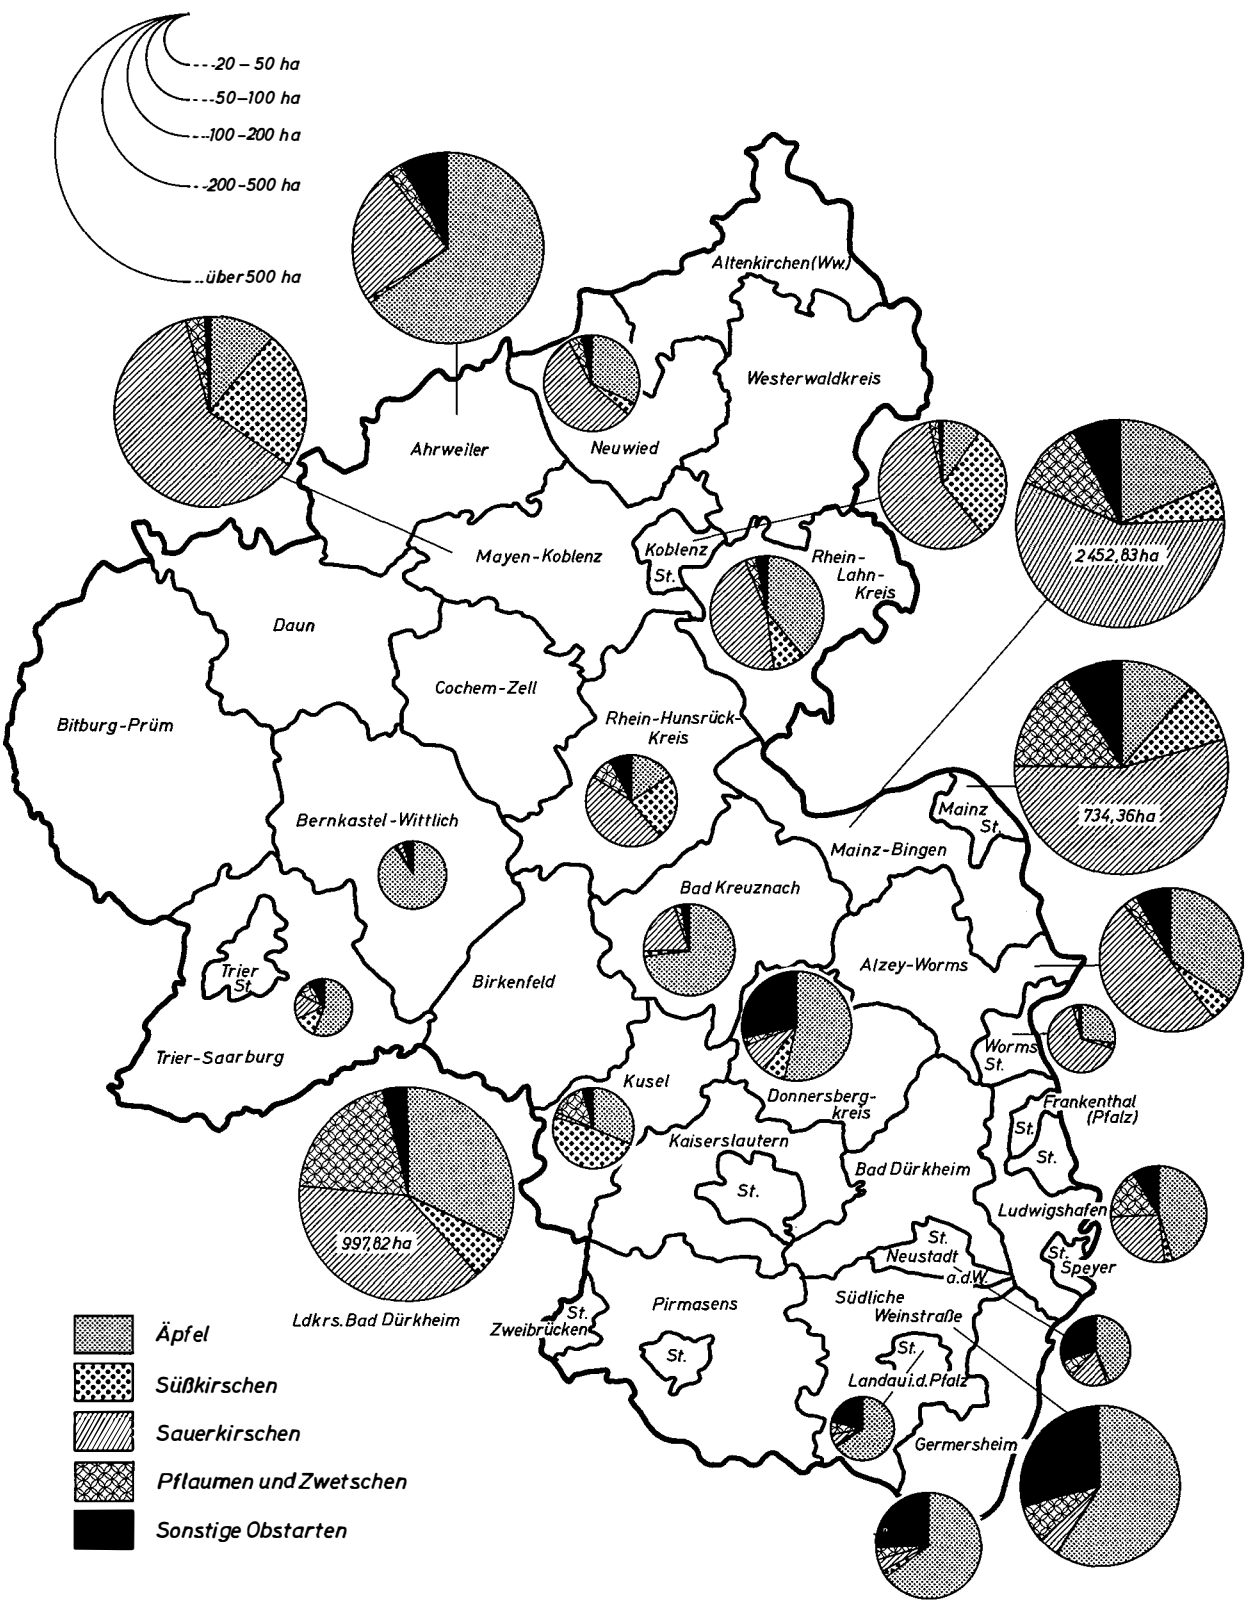 20 – 50 ha
50–100 ha
100–200 ha
200–500 ha
über 500 ha
Altenkirchen (Ww.)
Westerwaldkreis
Ahrweiler
Neuwied
Mayen-Koblenz
Koblenz
St.
Rhein-
Lahn-
Kreis
2452,83 ha
Daun
Cochem-Zell
Bitburg-Prüm
Rhein-Hunsrück-
Kreis
Bernkastel-Wittlich
Mainz
St.
734,36 ha
Mainz-Bingen
Bad Kreuznach
Trier
St.
Birkenfeld
Alzey-Worms
Trier-Saarburg
Worms
St.
Kusel
Donnersberg-
kreis
Frankenthal
(Pfalz)
St.
St.
Kaiserslautern
St.
Bad Dürkheim
Ludwigshafen
997,82 ha
Ldkrs. Bad Dürkheim
St.
Neustadt
a.d.W.
St.
Speyer
Südliche
Weinstraße
Pirmasens
St.
St.
Zweibrücken
St.
Landau i.d. Pfalz
Germersheim
Äpfel
Süßkirschen
Sauerkirschen
Pflaumen und Zwetschen
Sonstige Obstarten